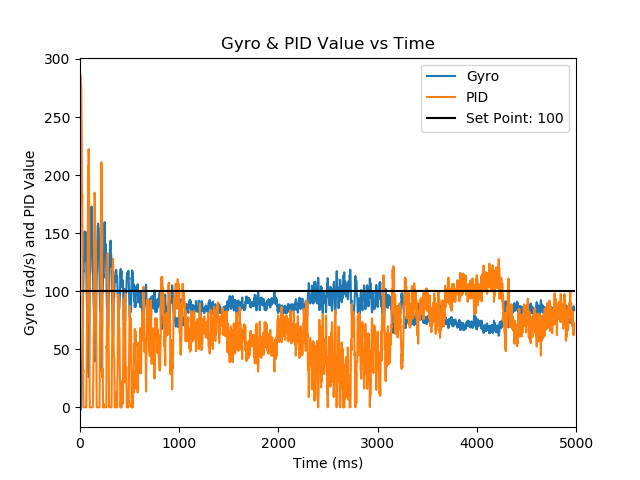 Gyro & PID Value vs Time
Gyro (rad/s) and PID Value
300
250
200
150
100
50
0
Gyro
PID
Set Point: 100
0 1000 2000 3000 4000 5000
Time (ms)